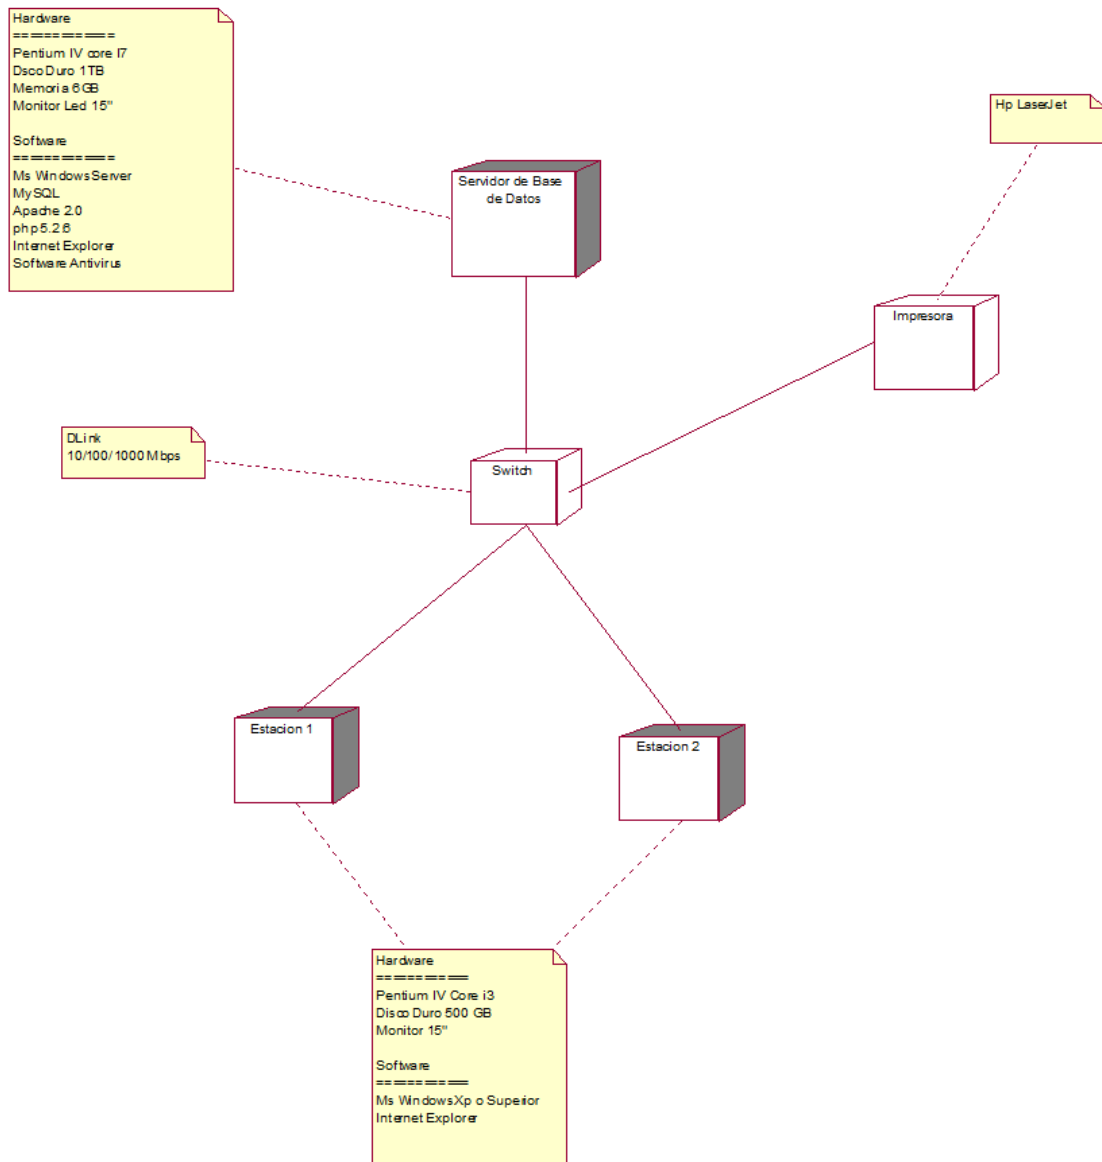 Hardware
=============
Pentium IV core I7
Dsco Duro 1TB
Memoria 6GB
Monitor Led 15"
Software
=============
Ms Windows Server
MySQL
Apache 2.0
php5.2.6
Internet Explorer
Software Antivirus
Hp LaserJet
Servidor de Base
de Datos
Impresora
DLink
10/100/1000 Mbps
Switch
Estacion 1
Estacion 2
Hardware
============
Pentium IV Core i3
Disco Duro 500 GB
Monitor 15"
Software
============
Ms WindowsXp o Superior
Internet Explorer